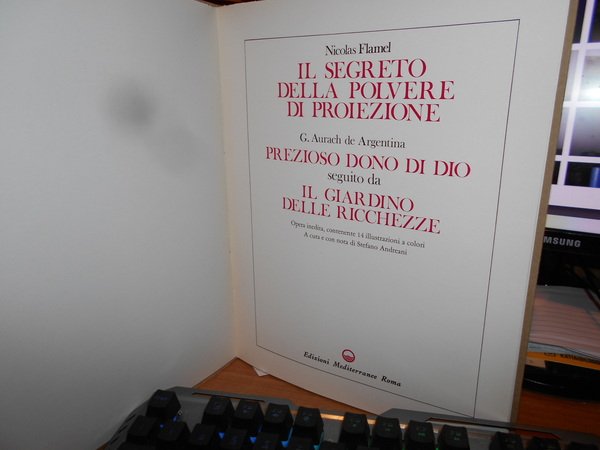 Nicolas Flamel
IL SEGRETO
DELLA POLVERE
DI PROIEZIONE
G. Aurach de Argentina
PREZIOSO DONO DI DIO
seguito da
IL GIARDINO
DELLE RICCHEZZE
Opera inedita, contenente 14 illustrazioni a colori
A cura e con nota di Stefano Andreani
Edizioni Mediterranee Roma
SAMSUNG